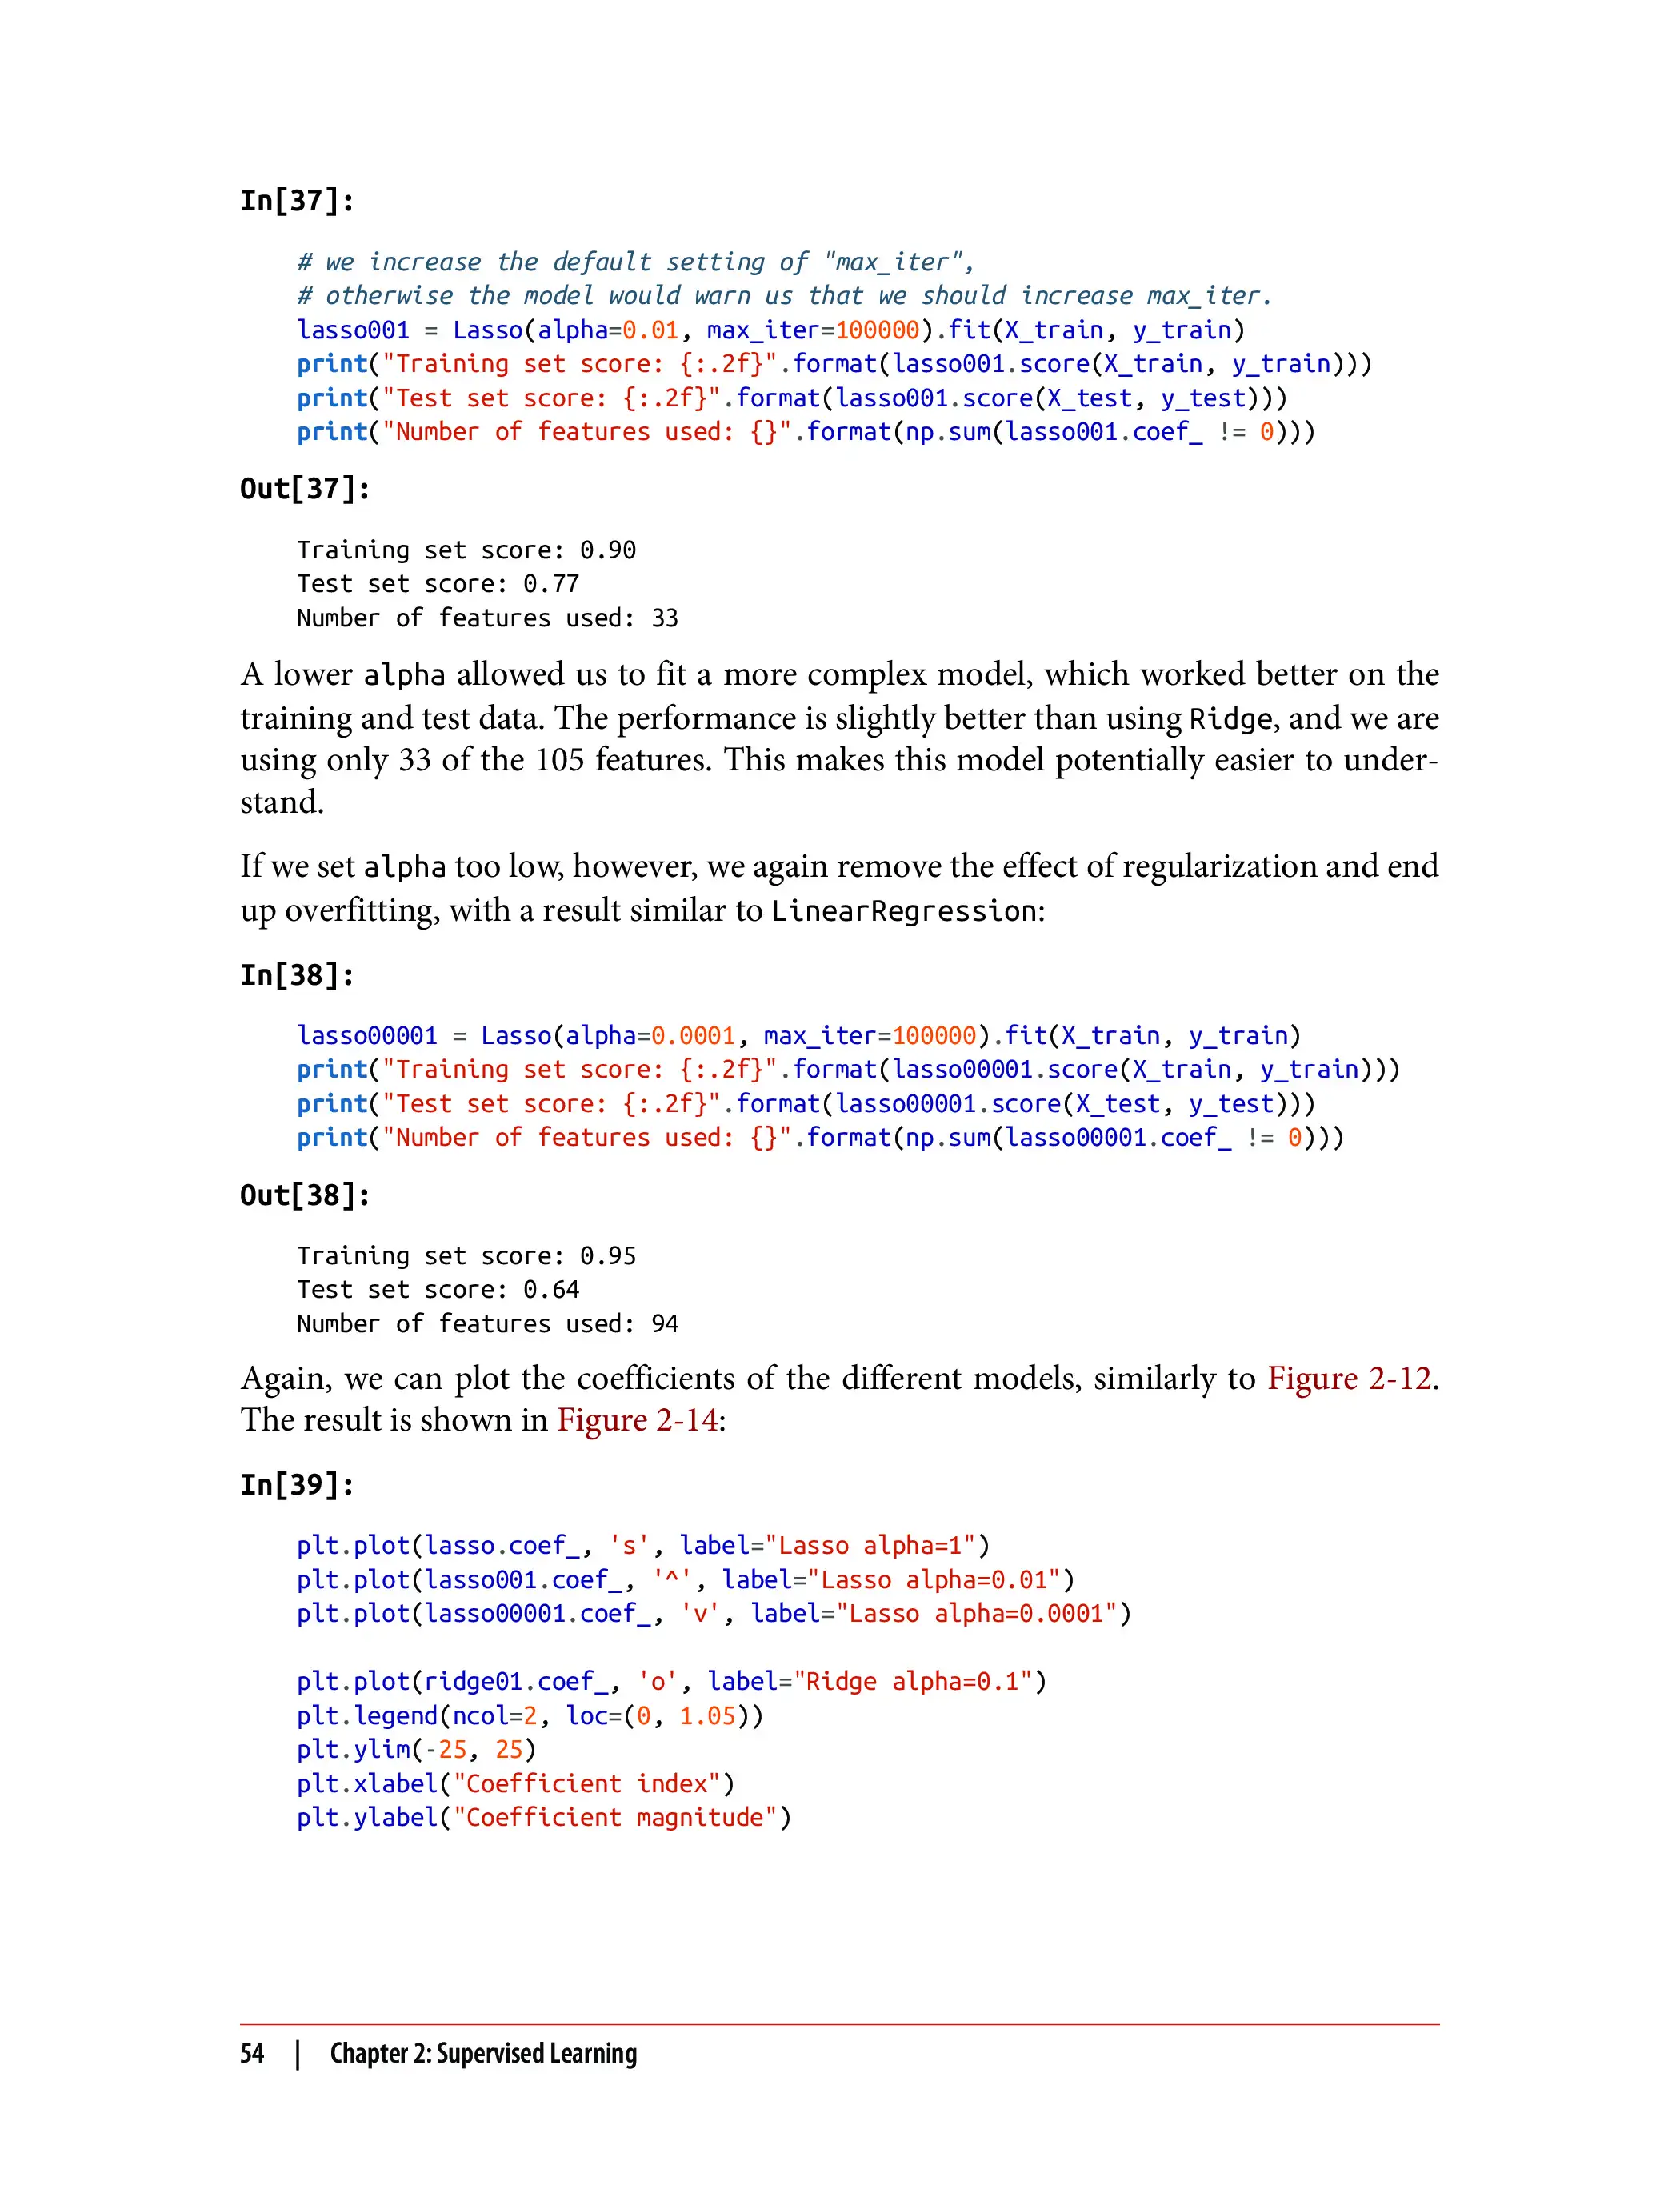 In[37]:
# we increase the default setting of "max_iter",
# otherwise the model would warn us that we should increase max_iter.
lasso001 = Lasso(alpha=0.01, max_iter=100000).fit(X_train, y_train)
print("Training set score: {:.2f}".format(lasso001.score(X_train, y_train)))
print("Test set score: {:.2f}".format(lasso001.score(X_test, y_test)))
print("Number of features used: {}".format(np.sum(lasso001.coef_ != 0)))
Out[37]:
Training set score: 0.90
Test set score: 0.77
Number of features used: 33
A lower alpha allowed us to fit a more complex model, which worked better on the
training and test data. The performance is slightly better than using Ridge, and we are
using only 33 of the 105 features. This makes this model potentially easier to under-
stand.
If we set alpha too low, however, we again remove the effect of regularization and end
up overfitting, with a result similar to LinearRegression:
In[38]:
lasso00001 = Lasso(alpha=0.0001, max_iter=100000).fit(X_train, y_train)
print("Training set score: {:.2f}".format(lasso00001.score(X_train, y_train)))
print("Test set score: {:.2f}".format(lasso00001.score(X_test, y_test)))
print("Number of features used: {}".format(np.sum(lasso00001.coef_ != 0)))
Out[38]:
Training set score: 0.95
Test set score: 0.64
Number of features used: 94
Again, we can plot the coefficients of the different models, similarly to Figure 2-12.
The result is shown in Figure 2-14:
In[39]:
plt.plot(lasso.coef_, 's', label="Lasso alpha=1")
plt.plot(lasso001.coef_, '^', label="Lasso alpha=0.01")
plt.plot(lasso00001.coef_, 'v', label="Lasso alpha=0.0001")
plt.plot(ridge01.coef_, 'o', label="Ridge alpha=0.1")
plt.legend(ncol=2, loc=(0, 1.05))
plt.ylim(-25, 25)
plt.xlabel("Coefficient index")
plt.ylabel("Coefficient magnitude")
54 | Chapter 2: Supervised Learning